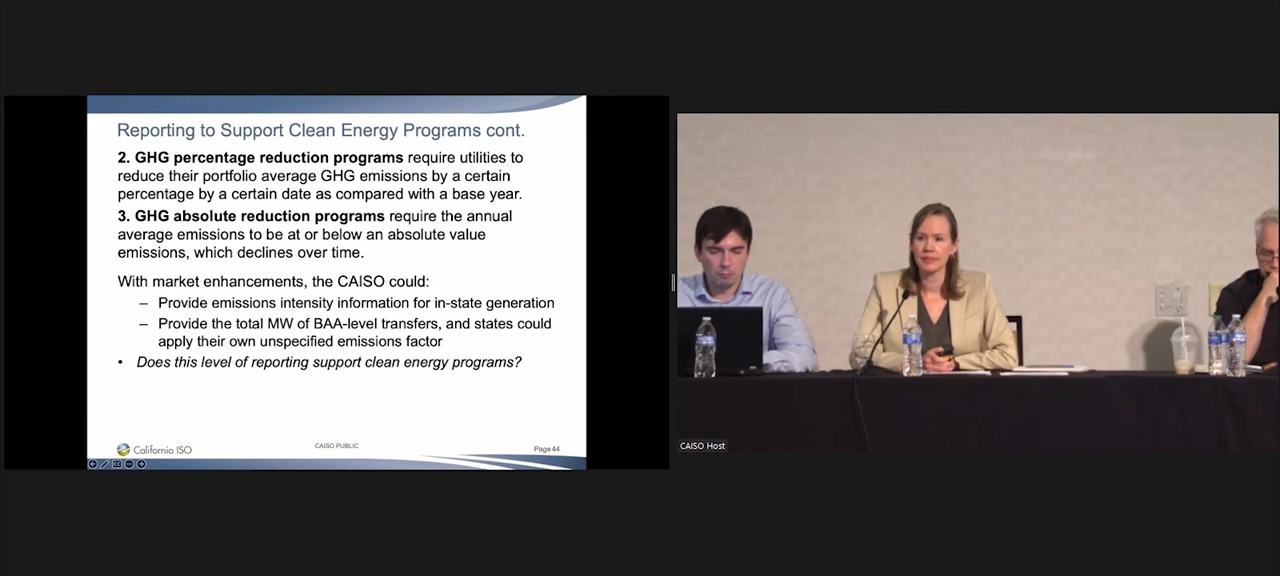 Reporting to Support Clean Energy Programs cont.
2. GHG percentage reduction programs require utilities to
reduce their portfolio average GHG emissions by a certain
percentage by a certain date as compared with a base year.
3. GHG absolute reduction programs require the annual
average emissions to be at or below an absolute value
emissions, which declines over time.
With market enhancements, the CAISO could:
– Provide emissions intensity information for in-state generation
– Provide the total MW of BAA-level transfers, and states could
apply their own unspecified emissions factor
• Does this level of reporting support clean energy programs?
California ISO
CAISO PUBLIC
Page 44
CAISO Host